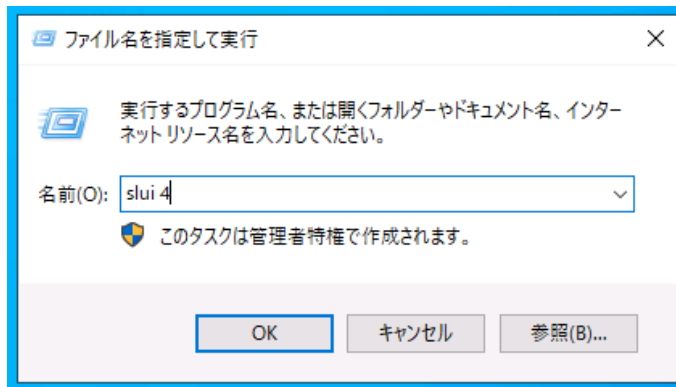 ファイル名を指定して実行
実行するプログラム名、または開くフォルダーやドキュメント名、インター
ネット リソース名を入力してください。
名前(O): slui 4
このタスクは管理者特権で作成されます。
OK キャンセル 参照(B)...